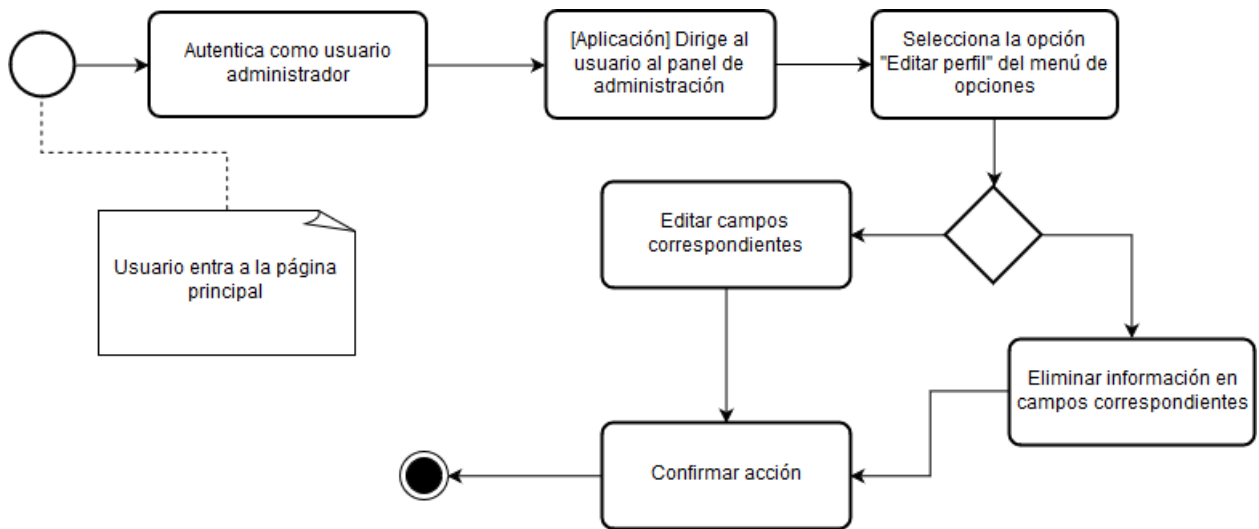 Autentica como usuario
administrador
[Aplicación] Dirige al
usuario al panel de
administración
Selecciona la opción
"Editar perfil" del menú de
opciones
Editar campos
correspondientes
Usuario entra a la página
principal
Eliminar información en
campos correspondientes
Confirmar acción